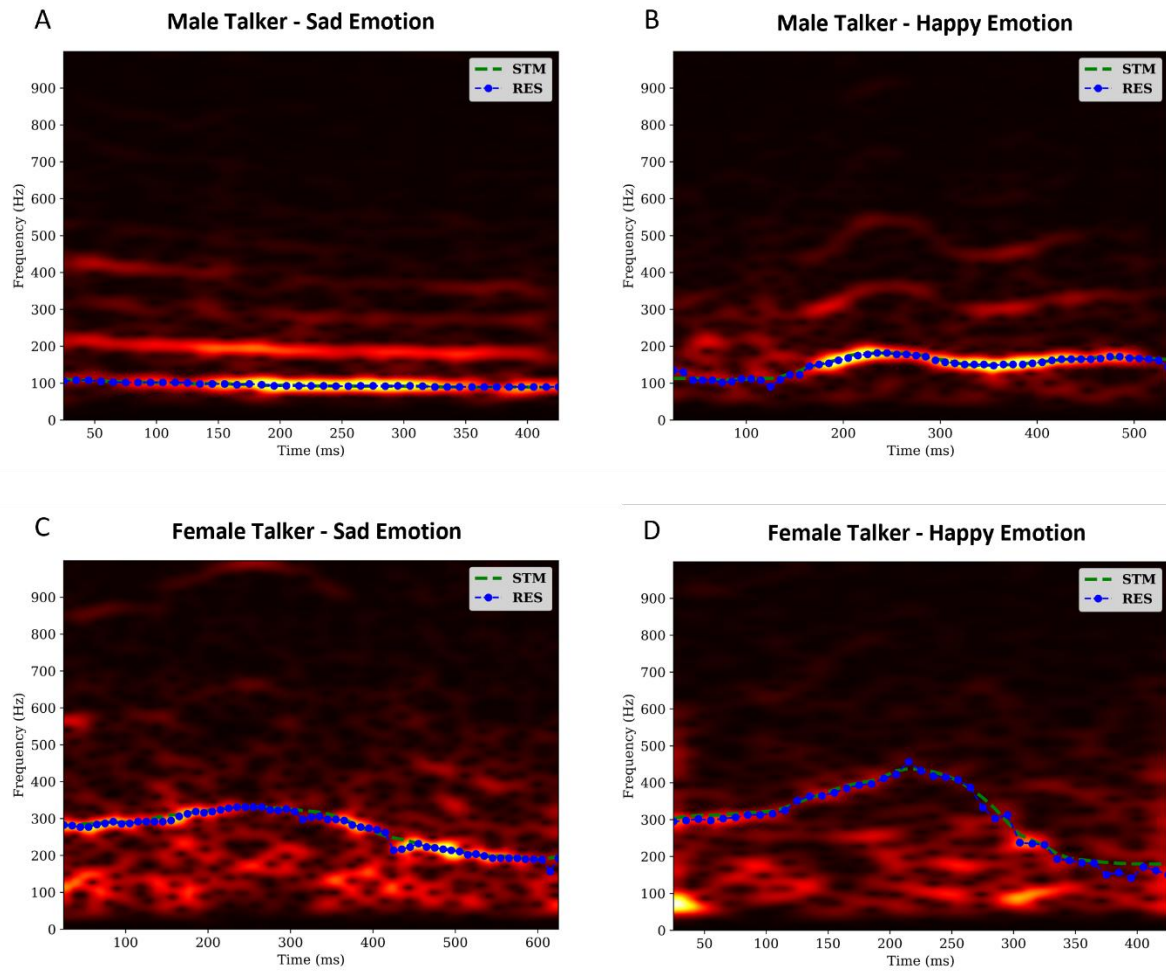 A
Male Talker - Sad Emotion
STM
RES
900
800
700
600
500
400
300
200
100
0
Frequency (Hz)
50 100 150 200 250 300 350 400
Time (ms)
B
Male Talker - Happy Emotion
STM
RES
900
800
700
600
500
400
300
200
100
0
Frequency (Hz)
100 200 300 400 500
Time (ms)
C
Female Talker - Sad Emotion
STM
RES
900
800
700
600
500
400
300
200
100
0
Frequency (Hz)
100 200 300 400 500 600
Time (ms)
D
Female Talker - Happy Emotion
STM
RES
900
800
700
600
500
400
300
200
100
0
Frequency (Hz)
50 100 150 200 250 300 350 400
Time (ms)